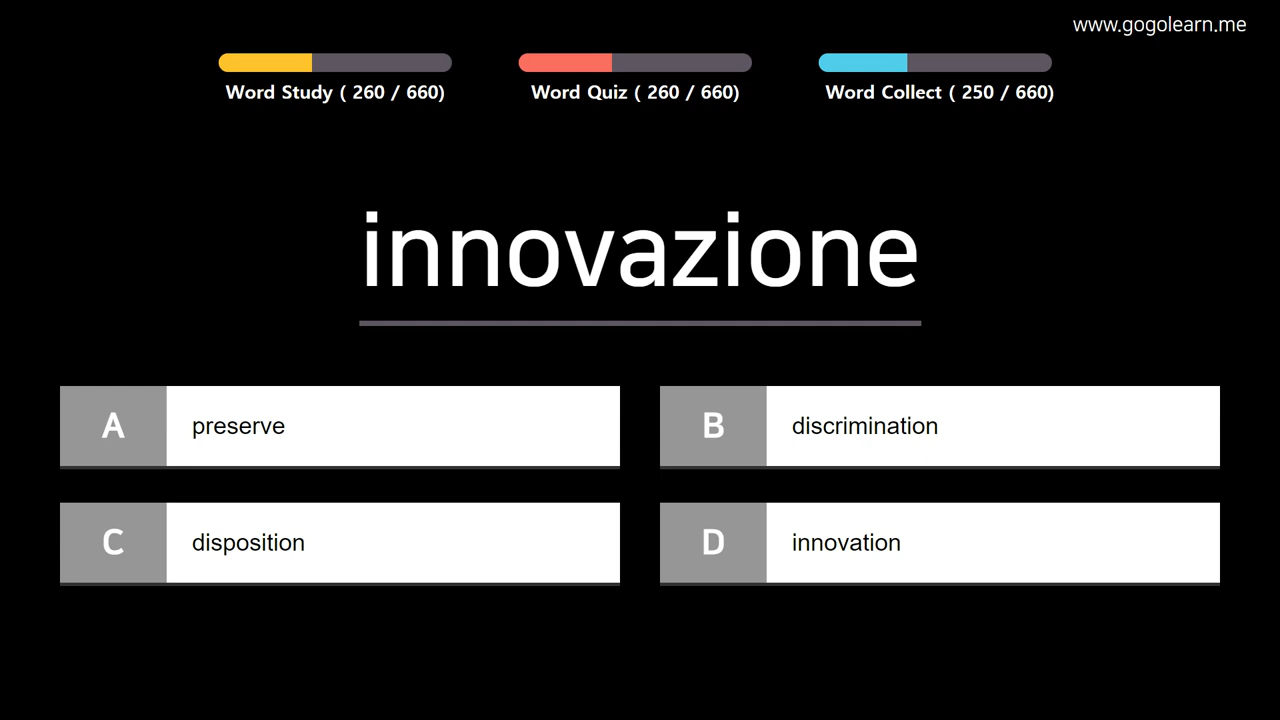 www.gogolearn.me
Word Study ( 260 / 660)
Word Quiz ( 260 / 660)
Word Collect ( 250 / 660)
innovazione
A preserve
B discrimination
C disposition
D innovation